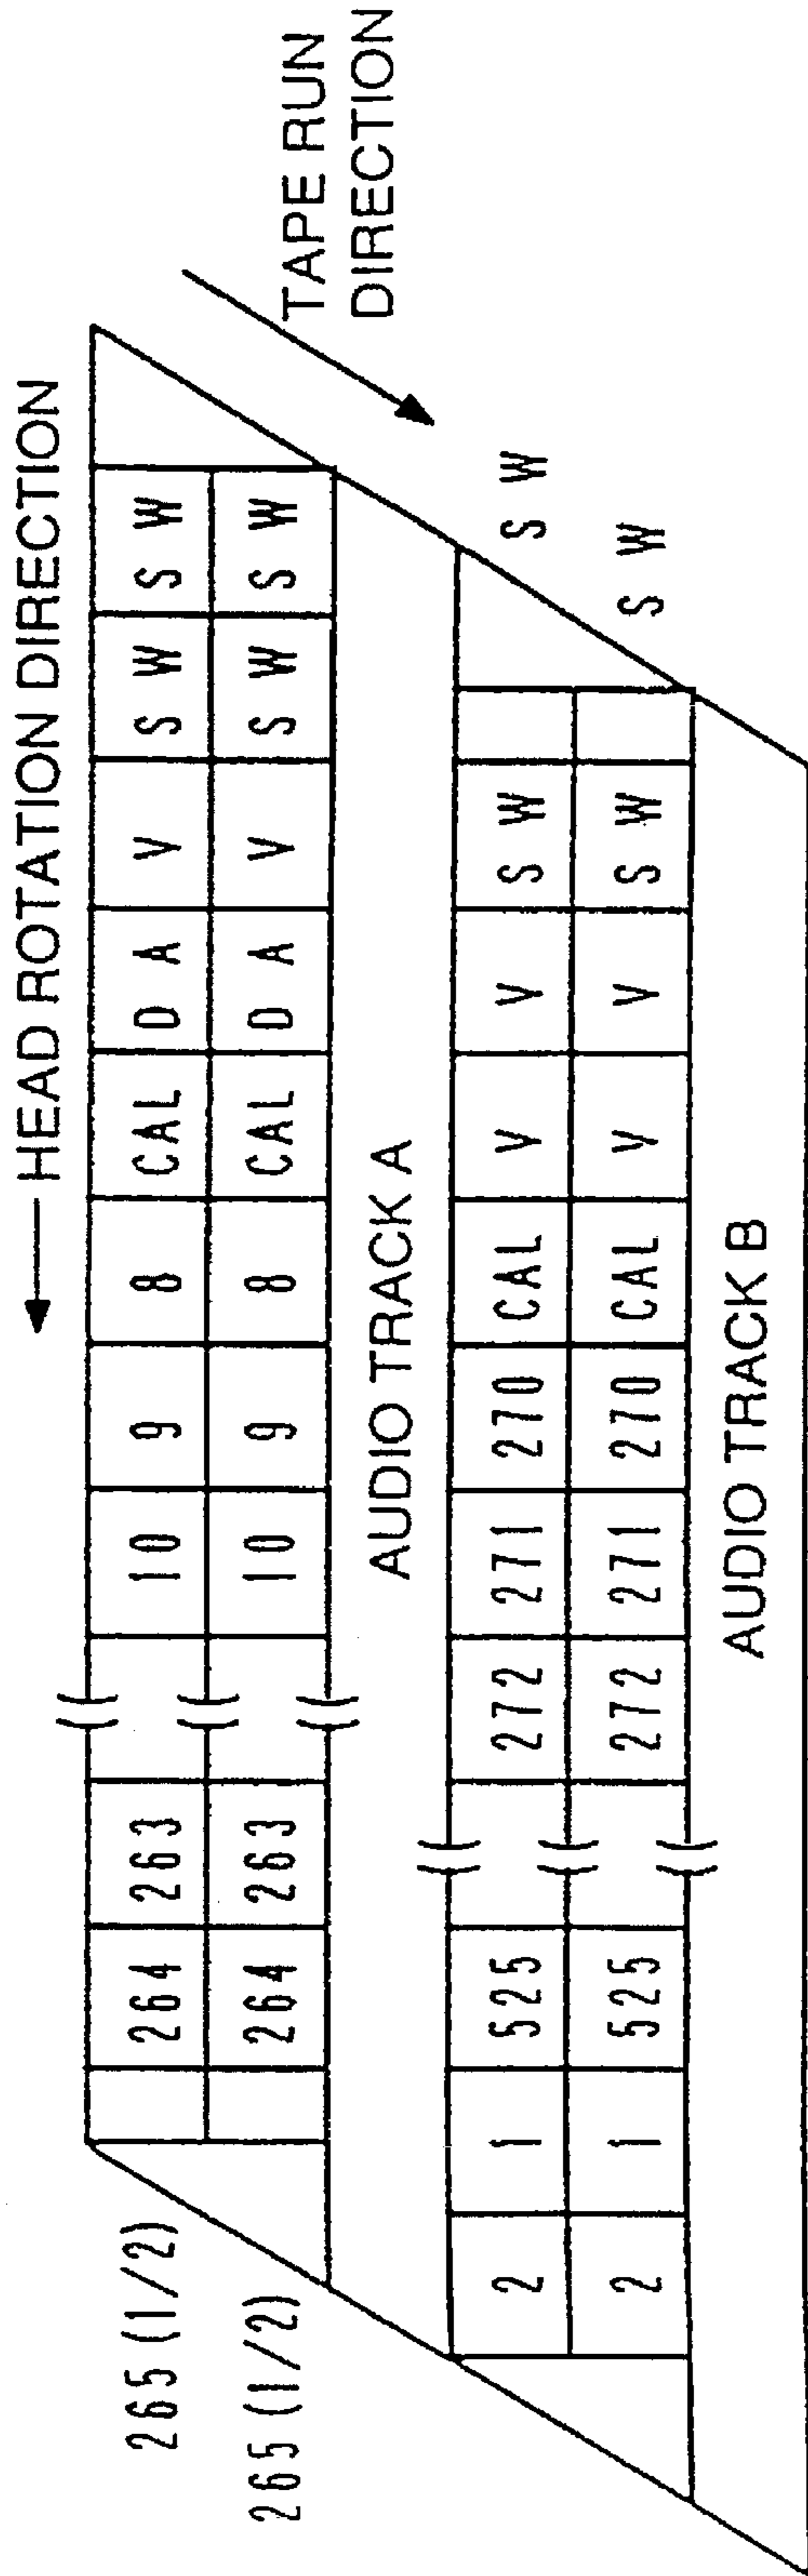 ← HEAD ROTATION DIRECTION
TAPE RUN
DIRECTION
265 (1/2) 264 263 10 9 8 CAL D A V S W S W
265 (1/2) 264 263 10 9 8 CAL D A V S W S W
AUDIO TRACK A
2 1 525 272 271 270 CAL V V S W S W
2 1 525 272 271 270 CAL V V S W S W
AUDIO TRACK B